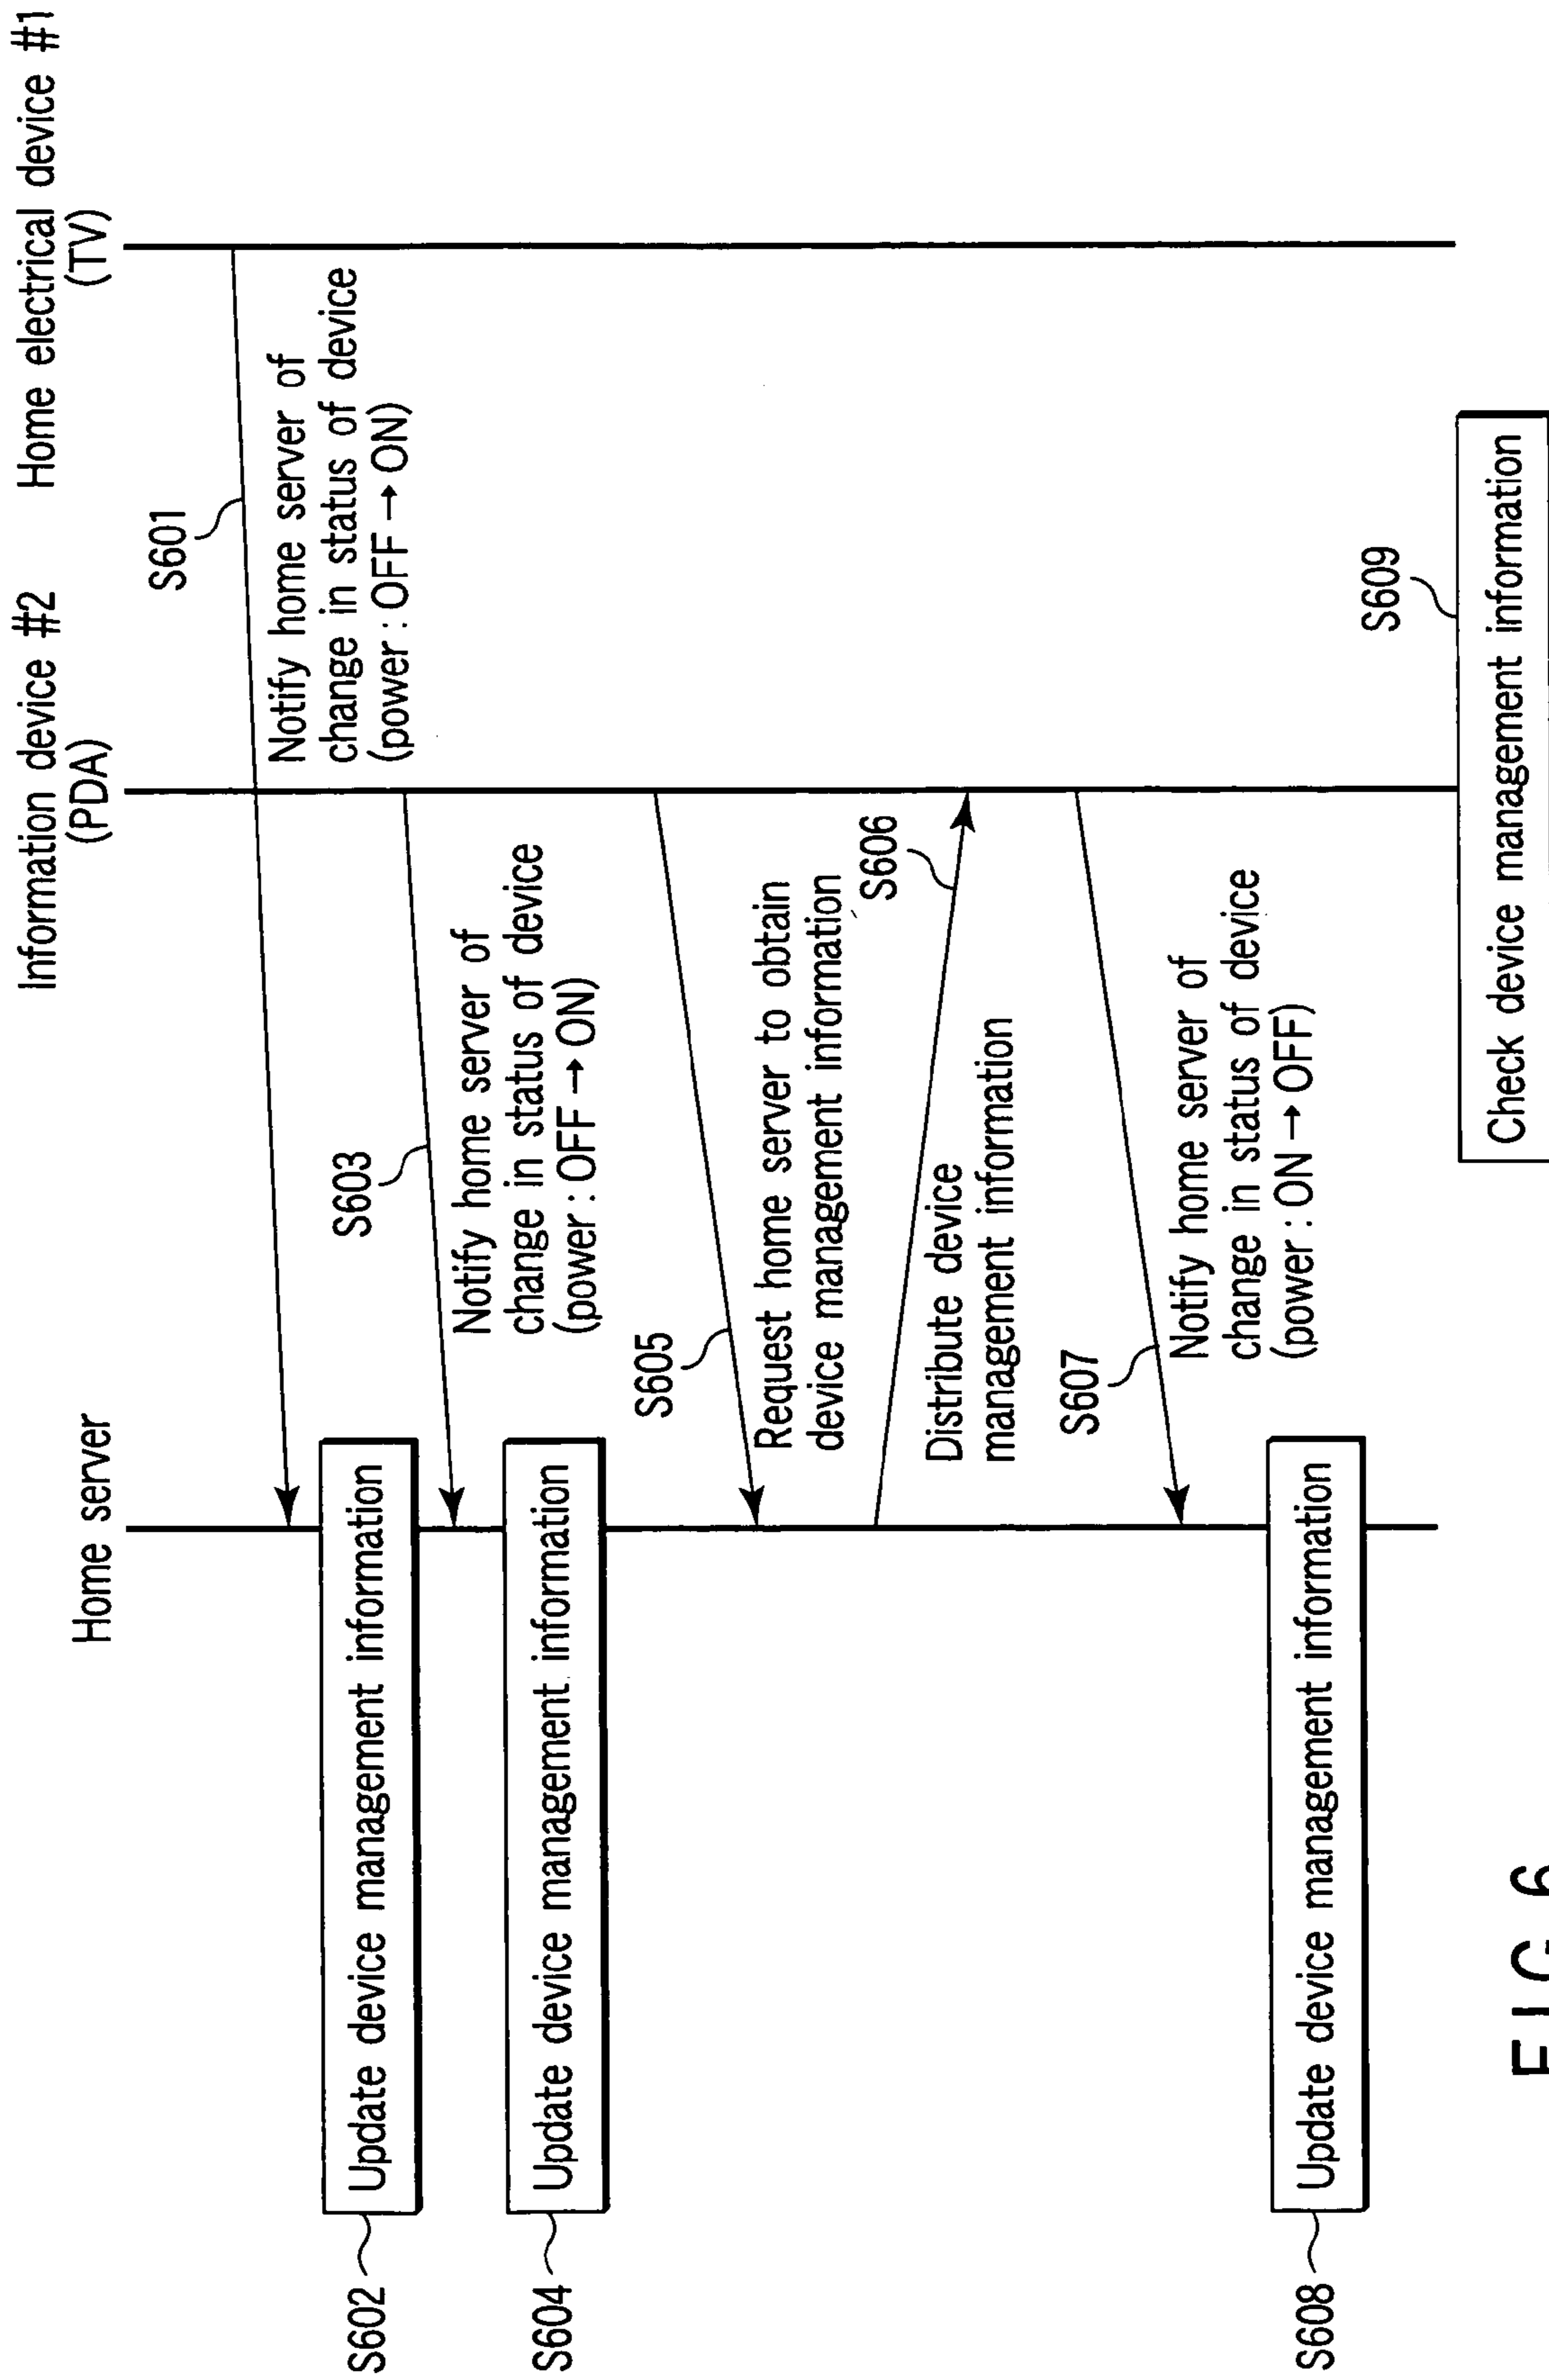 Home server
Information device #2
(PDA)
Home electrical device #1
(TV)
S601
Notify home server of
change in status of device
(power : OFF → ON)
S602
Update device management information
S603
Notify home server of
change in status of device
(power : OFF → ON)
S604
Update device management information
S605
Request home server to obtain
device management information
S606
Distribute device
management information
S607
Notify home server of
change in status of device
(power : ON → OFF)
S608
Update device management information
S609
Check device management information
FIG. 6